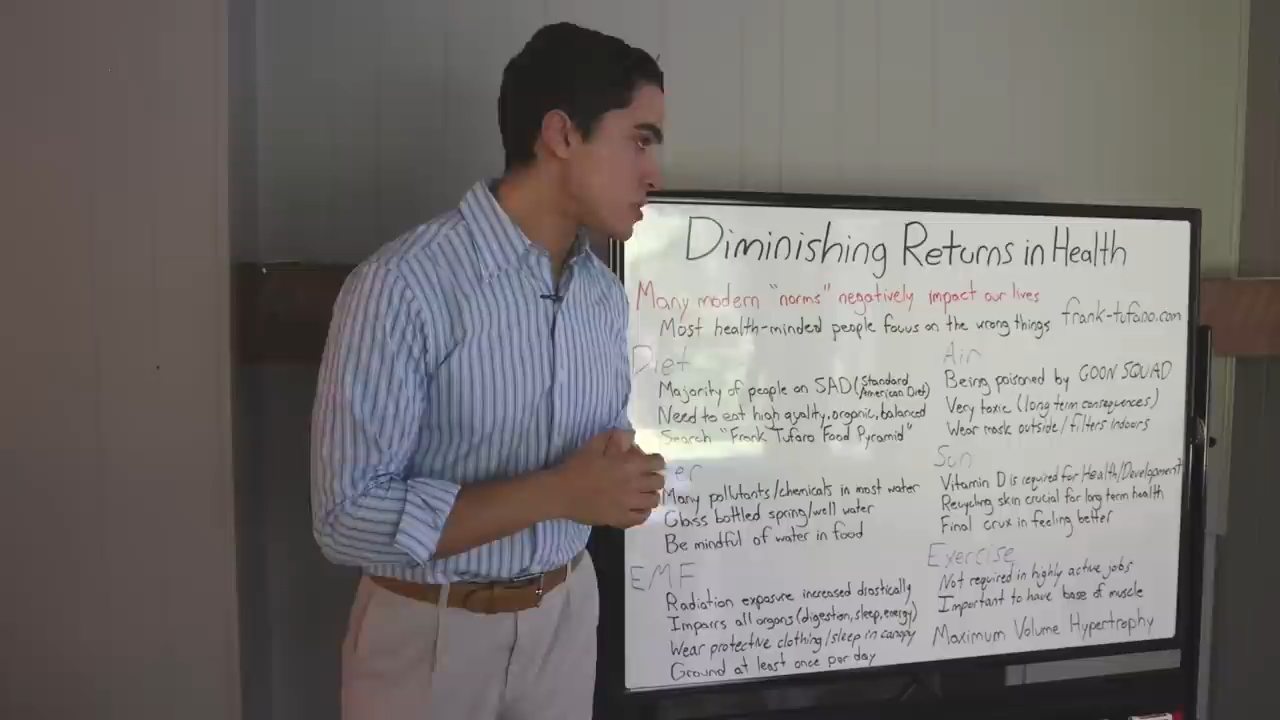 Diminishing Returns in Health
Many modern "norms" negatively impact our lives
Most health-minded people focus on the wrong things
frank-tufano.com
Diet
Majority of people on SAD (Standard American Diet)
Need to eat high quality, organic, balanced
Search "Frank Tufano Food Pyramid"
er
Many pollutants/chemicals in most water
Glass bottled spring/well water
Be mindful of water in food
EMF
Radiation exposure increased drastically
Impairs all organs (digestion, sleep, energy)
Wear protective clothing/sleep in canopy
Ground at least once per day
Air
Being poisoned by GOON SQUAD
Very toxic (long term consequences)
Wear mask outside/filters indoors
Sun
Vitamin D is required for Health/Development
Recycling skin crucial for long term health
Final crux in feeling better
Exercise
Not required in highly active jobs
Important to have base of muscle
Maximum Volume Hypertrophy